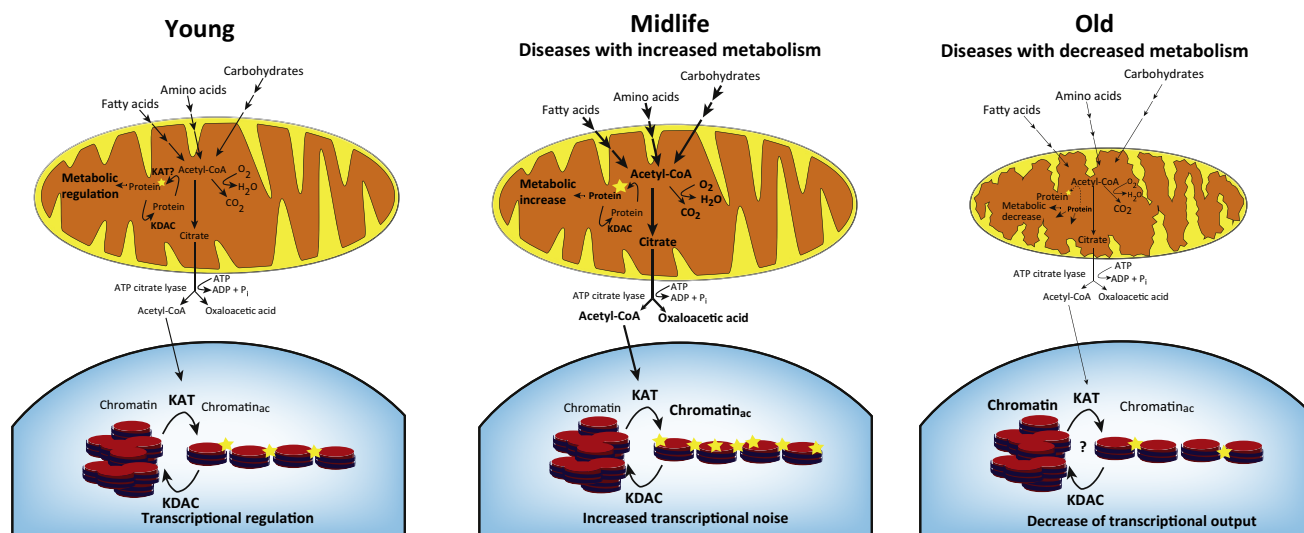 Young
Carbohydrates
Amino acids
Fatty acids
KAT?
Acetyl-CoA
O2
H2O
CO2
Metabolic
regulation
Protein
Protein
KDAC
Citrate
ATP citrate lyase
ATP
ADP + Pi
Acetyl-CoA
Oxaloacetic acid
KAT
Chromatin
Chromatinac
KDAC
Transcriptional regulation
Midlife
Diseases with increased metabolism
Carbohydrates
Amino acids
Fatty acids
Acetyl-CoA
O2
H2O
CO2
Metabolic
increase
Protein
Protein
KDAC
Citrate
ATP citrate lyase
ATP
ADP + Pi
Acetyl-CoA
Oxaloacetic acid
KAT
Chromatin
Chromatinac
KDAC
Increased transcriptional noise
Old
Diseases with decreased metabolism
Carbohydrates
Amino acids
Fatty acids
Acetyl-CoA
O2
H2O
CO2
Protein
Metabolic
decrease
Protein
Citrate
ATP citrate lyase
ATP
ADP + Pi
Acetyl-CoA
Oxaloacetic acid
KAT
Chromatin
Chromatinac
?
KDAC
Decrease of transcriptional output